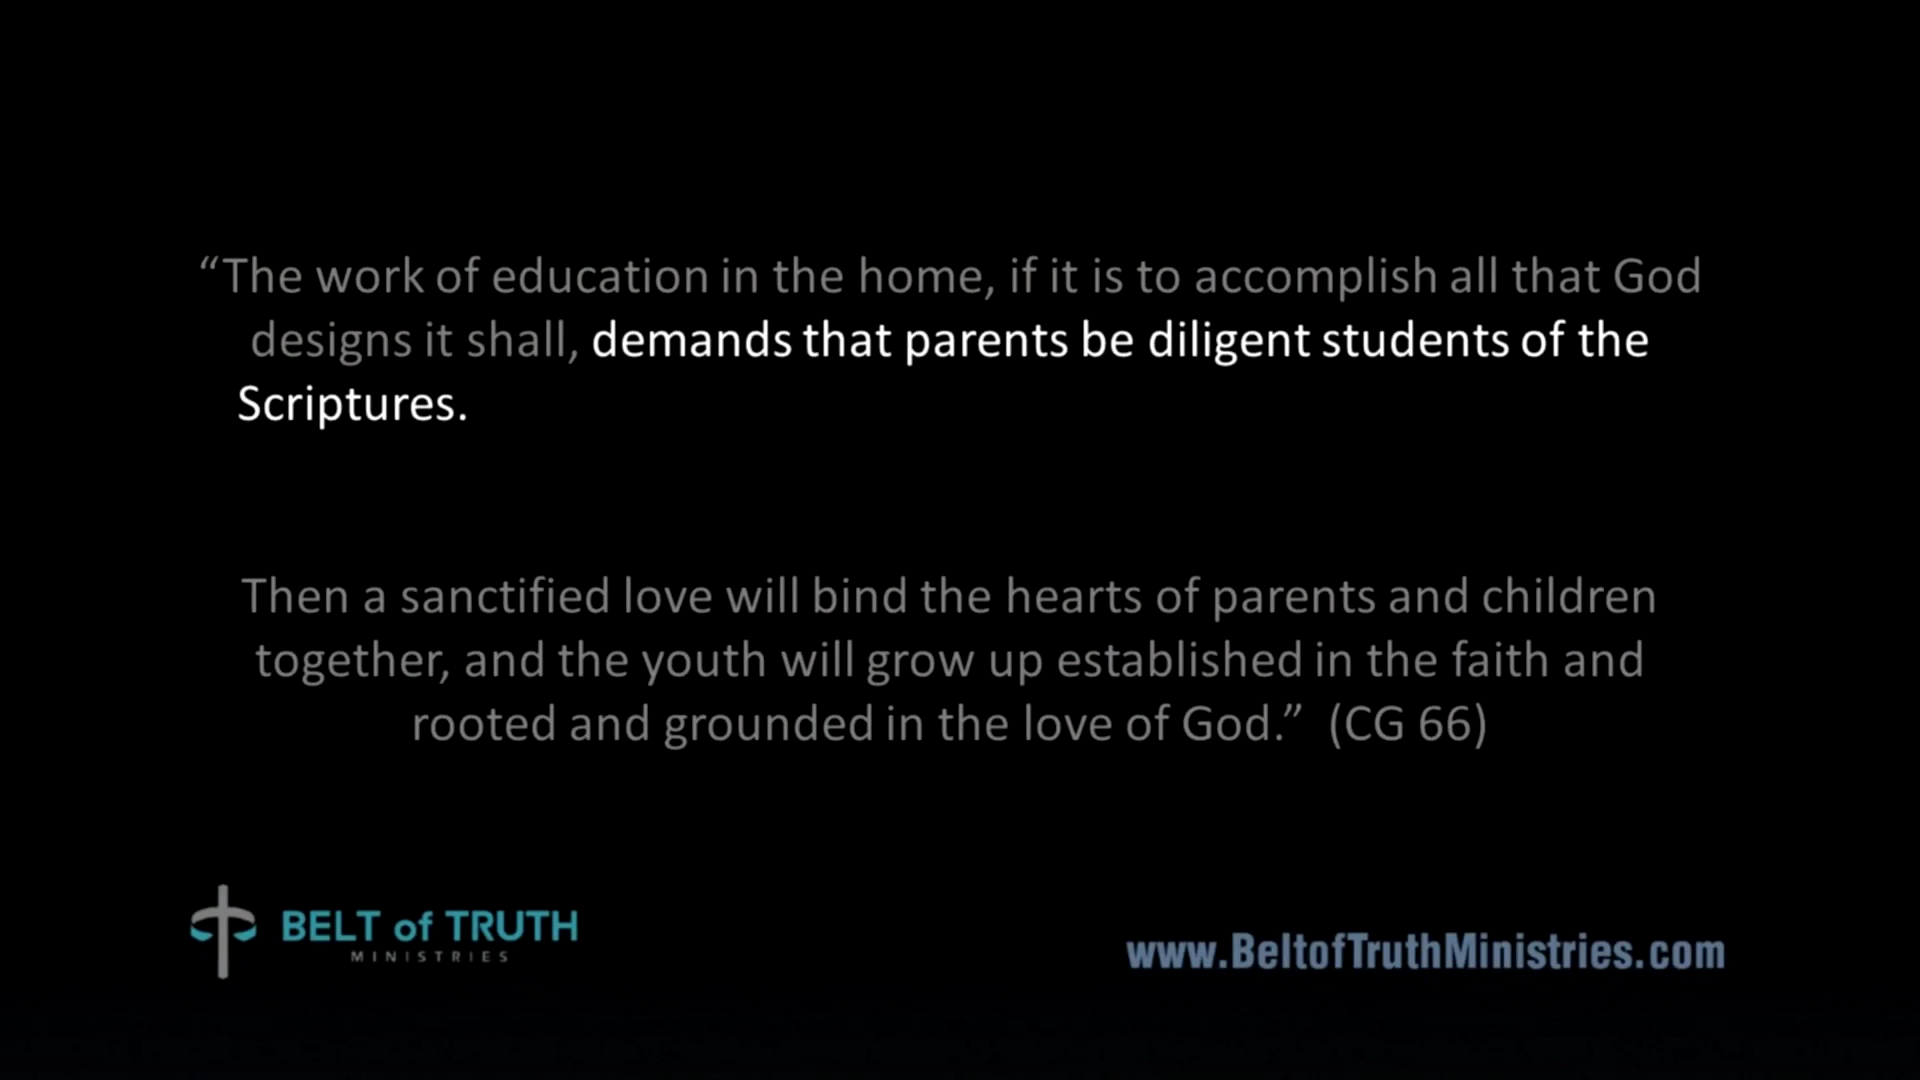 “The work of education in the home, if it is to accomplish all that God
designs it shall, demands that parents be diligent students of the
Scriptures.
Then a sanctified love will bind the hearts of parents and children
together, and the youth will grow up established in the faith and
rooted and grounded in the love of God.” (CG 66)
BELT of TRUTH
MINISTRIES
www.BeltofTruthMinistries.com